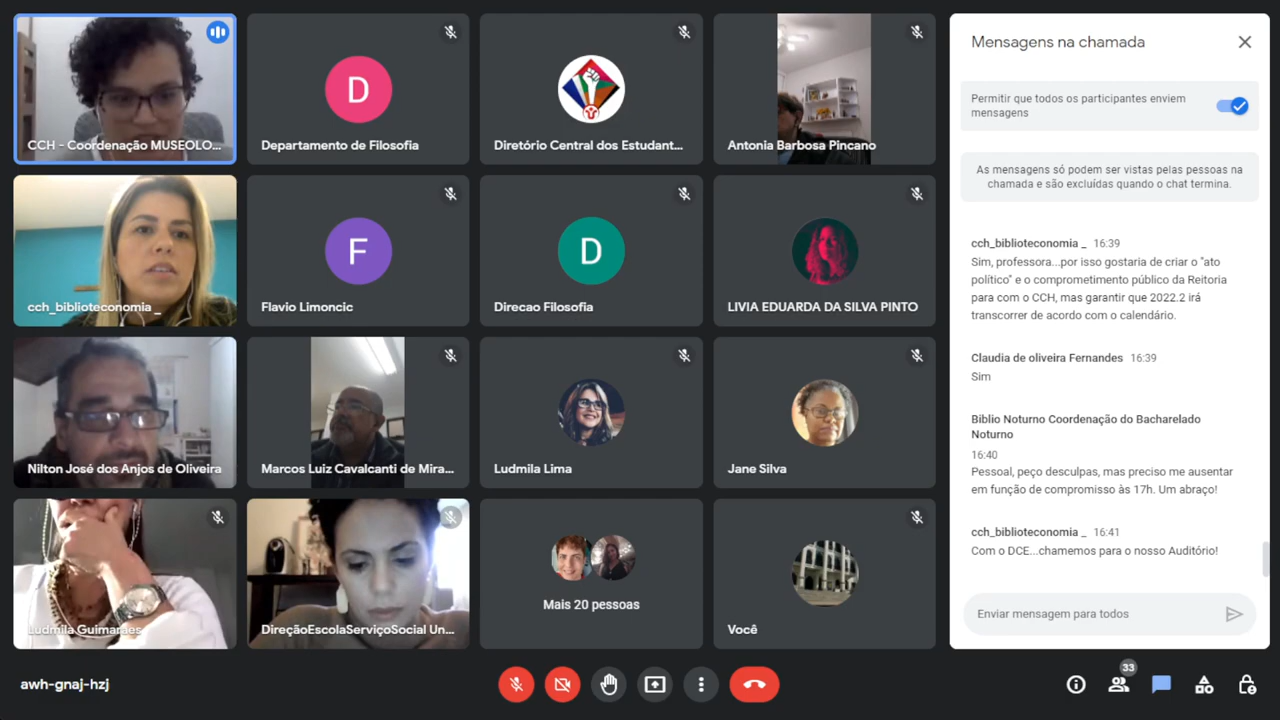 CCH - Coordenação MUSEOLO...
D
Departamento de Filosofia
Diretório Central dos Estudant...
Antonia Barbosa Pincano
cch_biblioteconomia _
F
Flavio Limoncic
D
Direcao Filosofia
LIVIA EDUARDA DA SILVA PINTO
Nilton José dos Anjos de Oliveira
Marcos Luiz Cavalcanti de Mira...
Ludmila Lima
Jane Silva
Ludmila Guimarães
DireçãoEscolaServiçoSocial Un...
Mais 20 pessoas
Você
Mensagens na chamada
Permitir que todos os participantes enviem
mensagens
As mensagens só podem ser vistas pelas pessoas na
chamada e são excluídas quando o chat termina.
cch_biblioteconomia _ 16:39
Sim, professora...por isso gostaria de criar o "ato
político" e o comprometimento público da Reitoria
para com o CCH, mas garantir que 2022.2 irá
transcorrer de acordo com o calendário.
Claudia de oliveira Fernandes 16:39
Sim
Biblio Noturno Coordenação do Bacharelado
Noturno
16:40
Pessoal, peço desculpas, mas preciso me ausentar
em função de compromisso às 17h. Um abraço!
cch_biblioteconomia _ 16:41
Com o DCE...chamemos para o nosso Auditório!
Enviar mensagem para todos
awh-gnaj-hzj
33